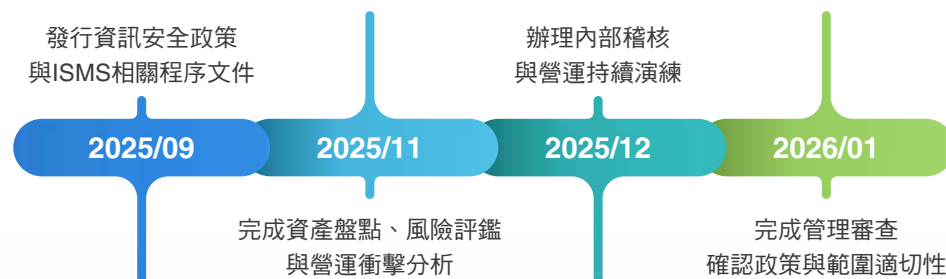 發行資訊安全政策
與ISMS相關程序文件
辦理內部稽核
與營運持續演練
2025/09
2025/11
2025/12
2026/01
完成資產盤點、風險評鑑
與營運衝擊分析
完成管理審查
確認政策與範圍適切性